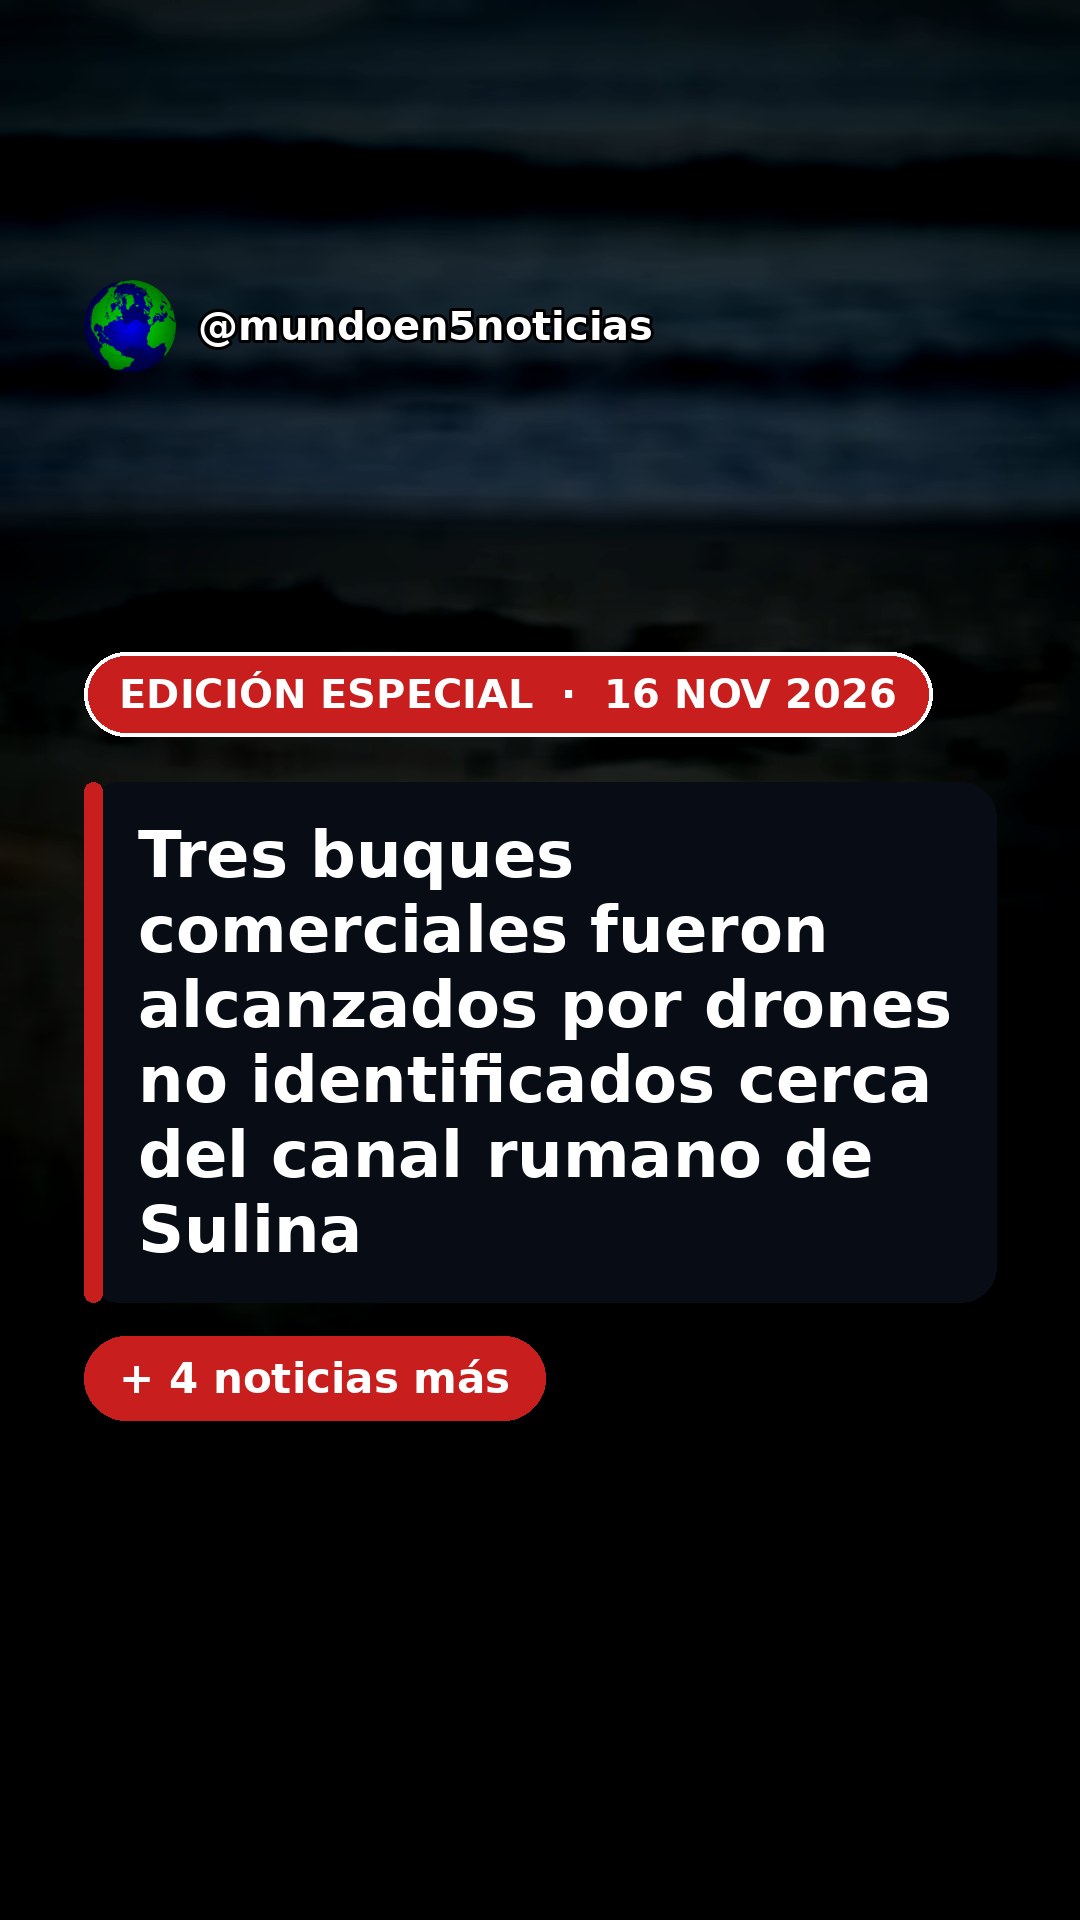 @mundoen5noticias
EDICIÓN ESPECIAL · 16 NOV 2026
Tres buques
comerciales fueron
alcanzados por drones
no identificados cerca
del canal rumano de
Sulina
+ 4 noticias más